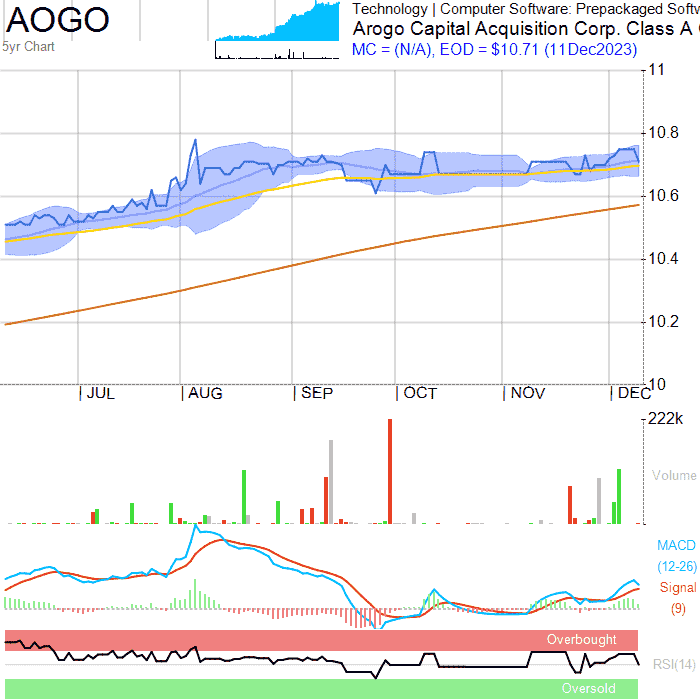 AOGO
5yr Chart
Technology | Computer Software: Prepackaged Softw
Arogo Capital Acquisition Corp. Class A
MC = (N/A), EOD = $10.71 (11Dec2023)
11
10.8
10.6
10.4
10.2
10
| JUL | AUG | SEP | OCT | NOV | DEC
222k
Volume
MACD
(12-26)
Signal
(9)
Overbought
RSI(14)
Oversold